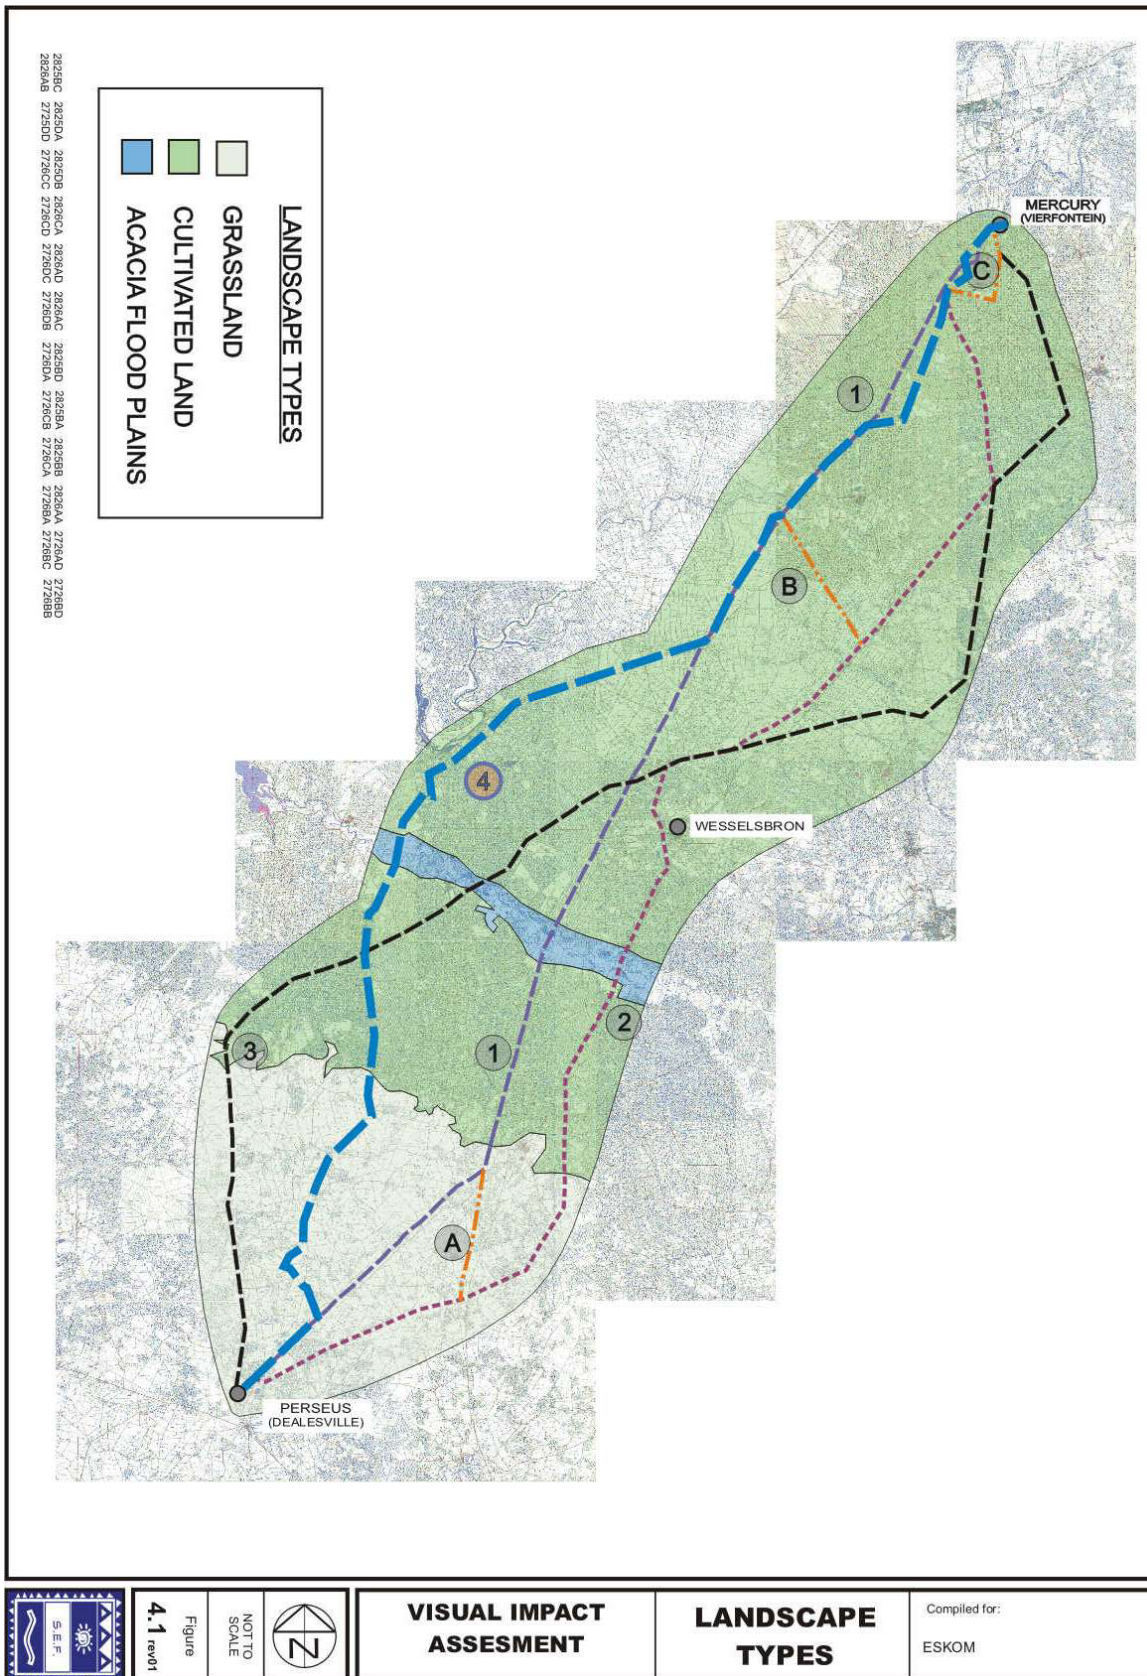 2825BC 2825DA 2825DB 2826CA 2826AD 2826AC 2825BD 2825BA 2825BB 2826AA 2726AD 2726BD
2826AB 2725DD 2726CC 2726CD 2726DC 2726DB 2726DA 2726CB 2726CA 2726BA 2726BC 2726BB
LANDSCAPE TYPES
GRASSLAND
CULTIVATED LAND
ACACIA FLOOD PLAINS
MERCURY
(VIERFONTEIN)
C
1
B
4
WESSELSBRON
2
3
1
A
PERSEUS
(DEALESVILLE)
S.E.F.
Figure
4.1 rev01
NOT TO
SCALE
N
VISUAL IMPACT
ASSESMENT
LANDSCAPE
TYPES
Compiled for:
ESKOM